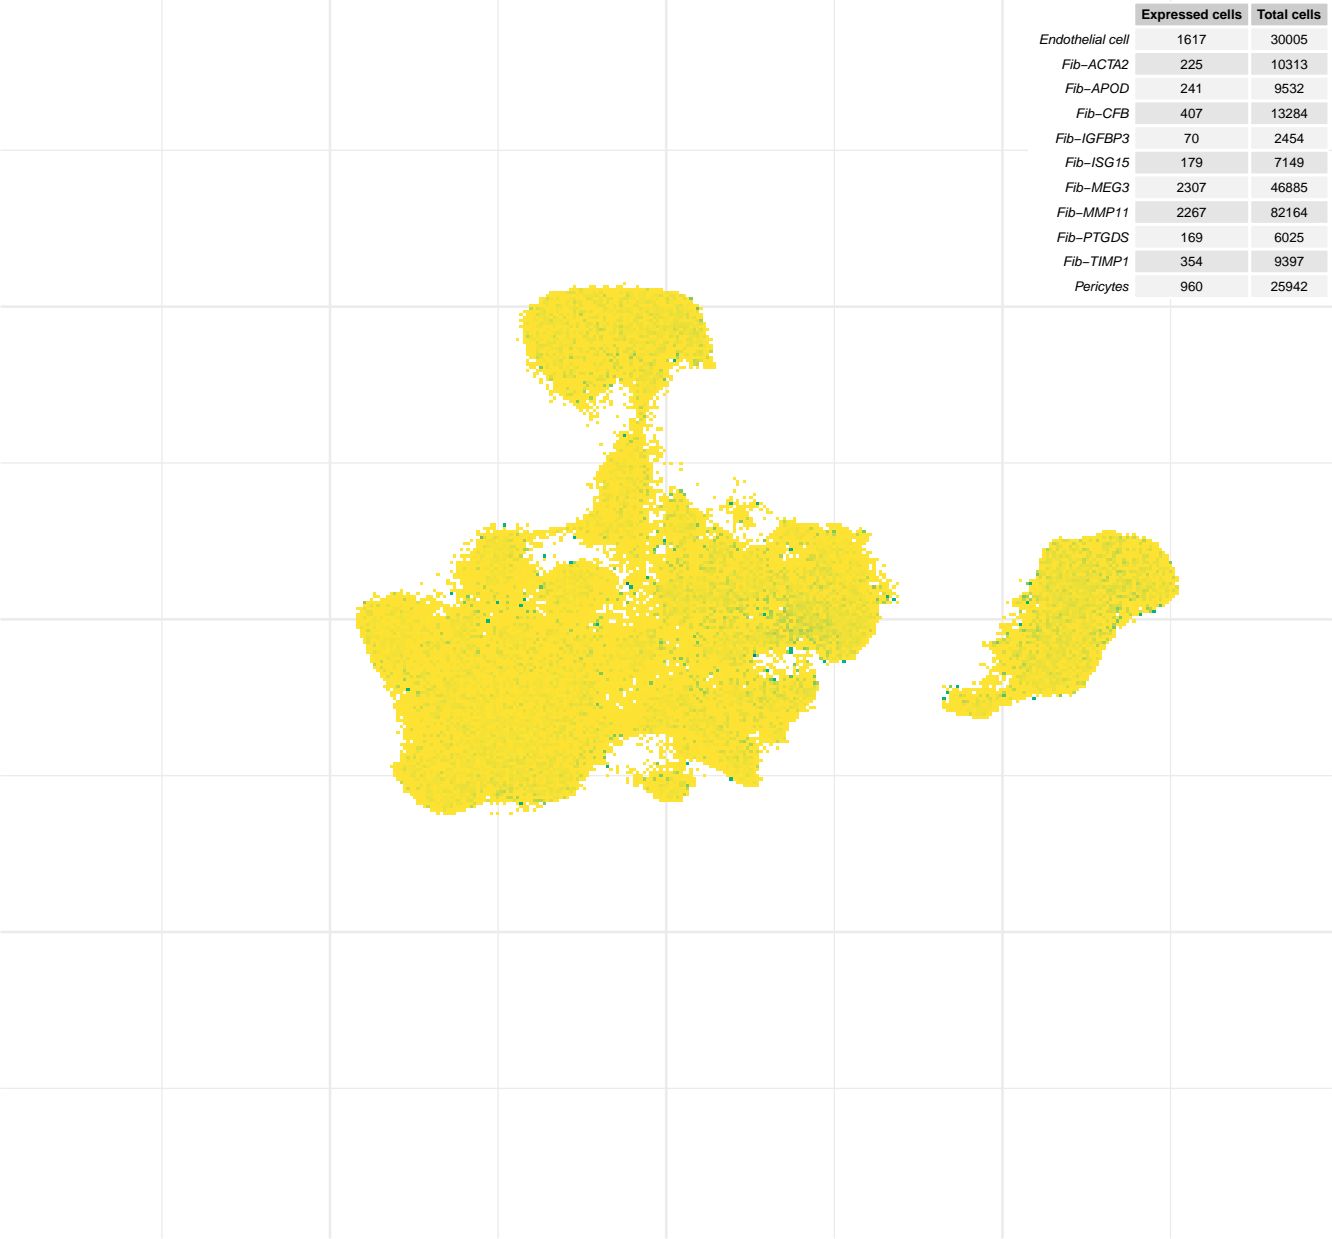 Expressed cells Total cells
Endothelial cell 1617 30005
Fib−ACTA2 225 10313
Fib−APOD 241 9532
Fib−CFB 407 13284
Fib−IGFBP3 70 2454
Fib−ISG15 179 7149
Fib−MEG3 2307 46885
Fib−MMP11 2267 82164
Fib−PTGDS 169 6025
Fib−TIMP1 354 9397
Pericytes 960 25942